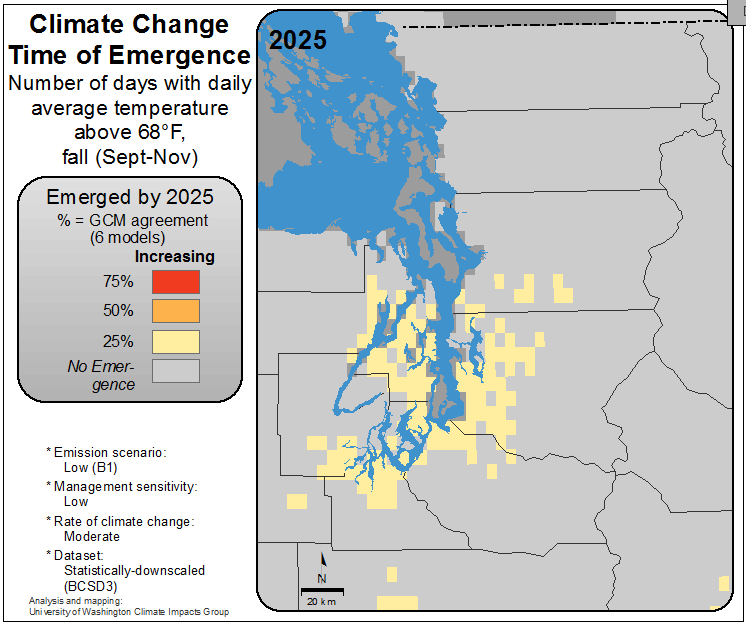 Climate Change
Time of Emergence
Number of days with daily
average temperature
above 68°F,
fall (Sept-Nov)
Emerged by 2025
% = GCM agreement
(6 models)
Increasing
75%
50%
25%
No Emer-
gence
* Emission scenario:
Low (B1)
* Management sensitivity:
Low
* Rate of climate change:
Moderate
* Dataset:
Statistically-downscaled
(BCSD3)
Analysis and mapping:
University of Washington Climate Impacts Group
2025
N
20 km